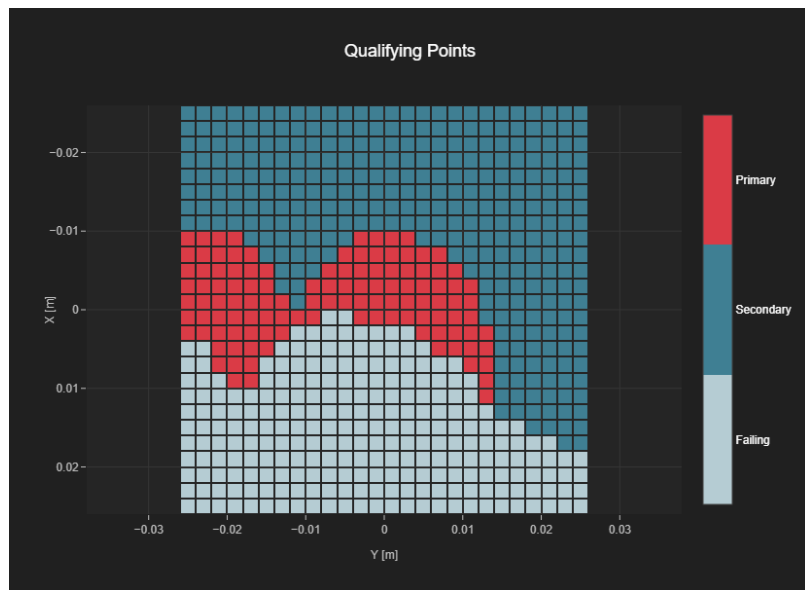 Qualifying Points
−0.02
−0.01
0
0.01
0.02
X [m]
−0.03
−0.02
−0.01
0
0.01
0.02
0.03
Y [m]
Primary
Secondary
Failing